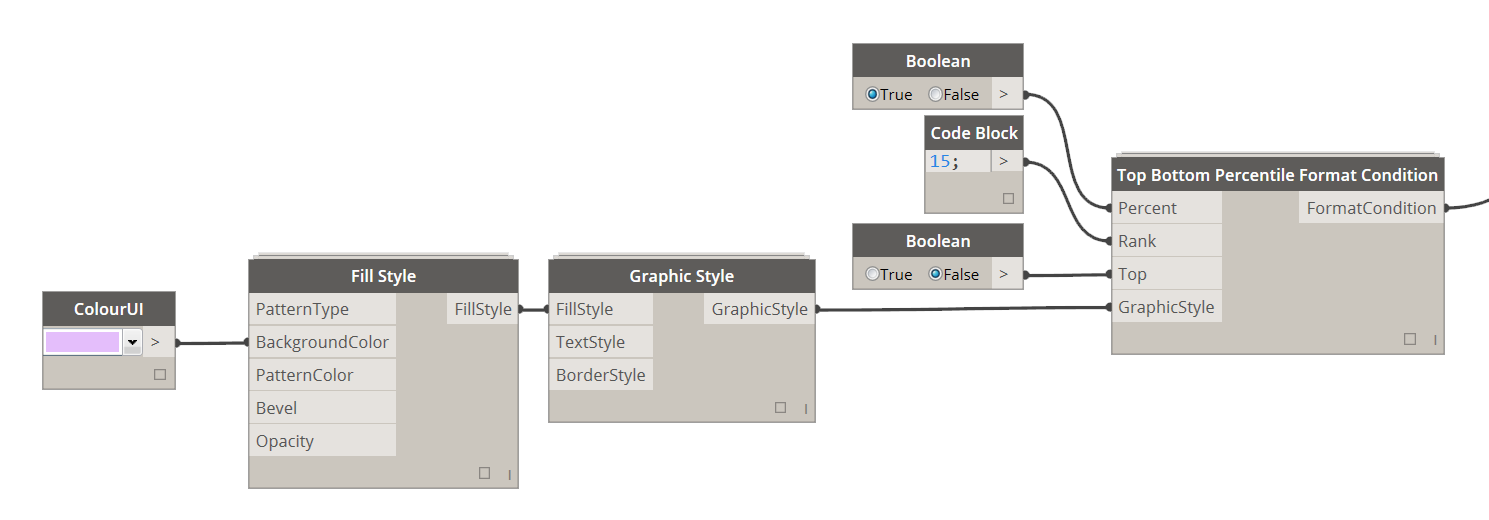 Boolean
True False >
Code Block
15; >
Top Bottom Percentile Format Condition
Percent FormatCondition
Rank
Top
GraphicStyle
Boolean
True False >
Fill Style
PatternType FillStyle
BackgroundColor
PatternColor
Bevel
Opacity
Graphic Style
FillStyle GraphicStyle
TextStyle
BorderStyle
ColourUI
>